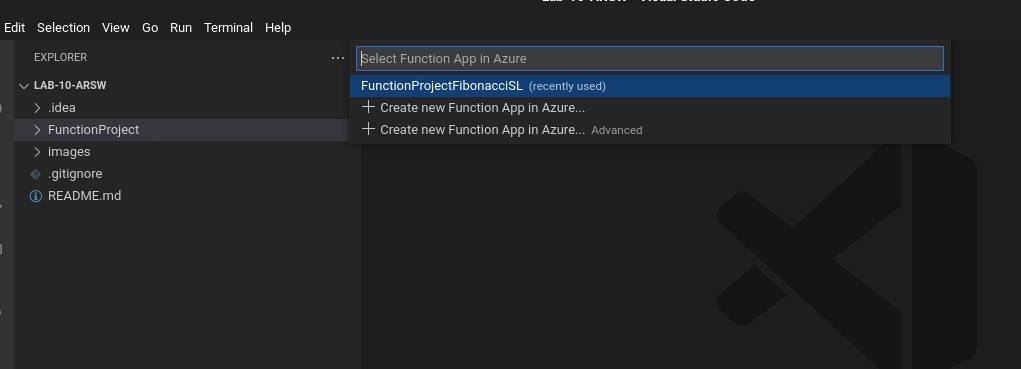 Edit Selection View Go Run Terminal Help
EXPLORER
LAB-10-ARSW
.idea
FunctionProject
images
.gitignore
README.md
Select Function App in Azure
FunctionProjectFibonacciSL (recently used)
Create new Function App in Azure...
Create new Function App in Azure... Advanced